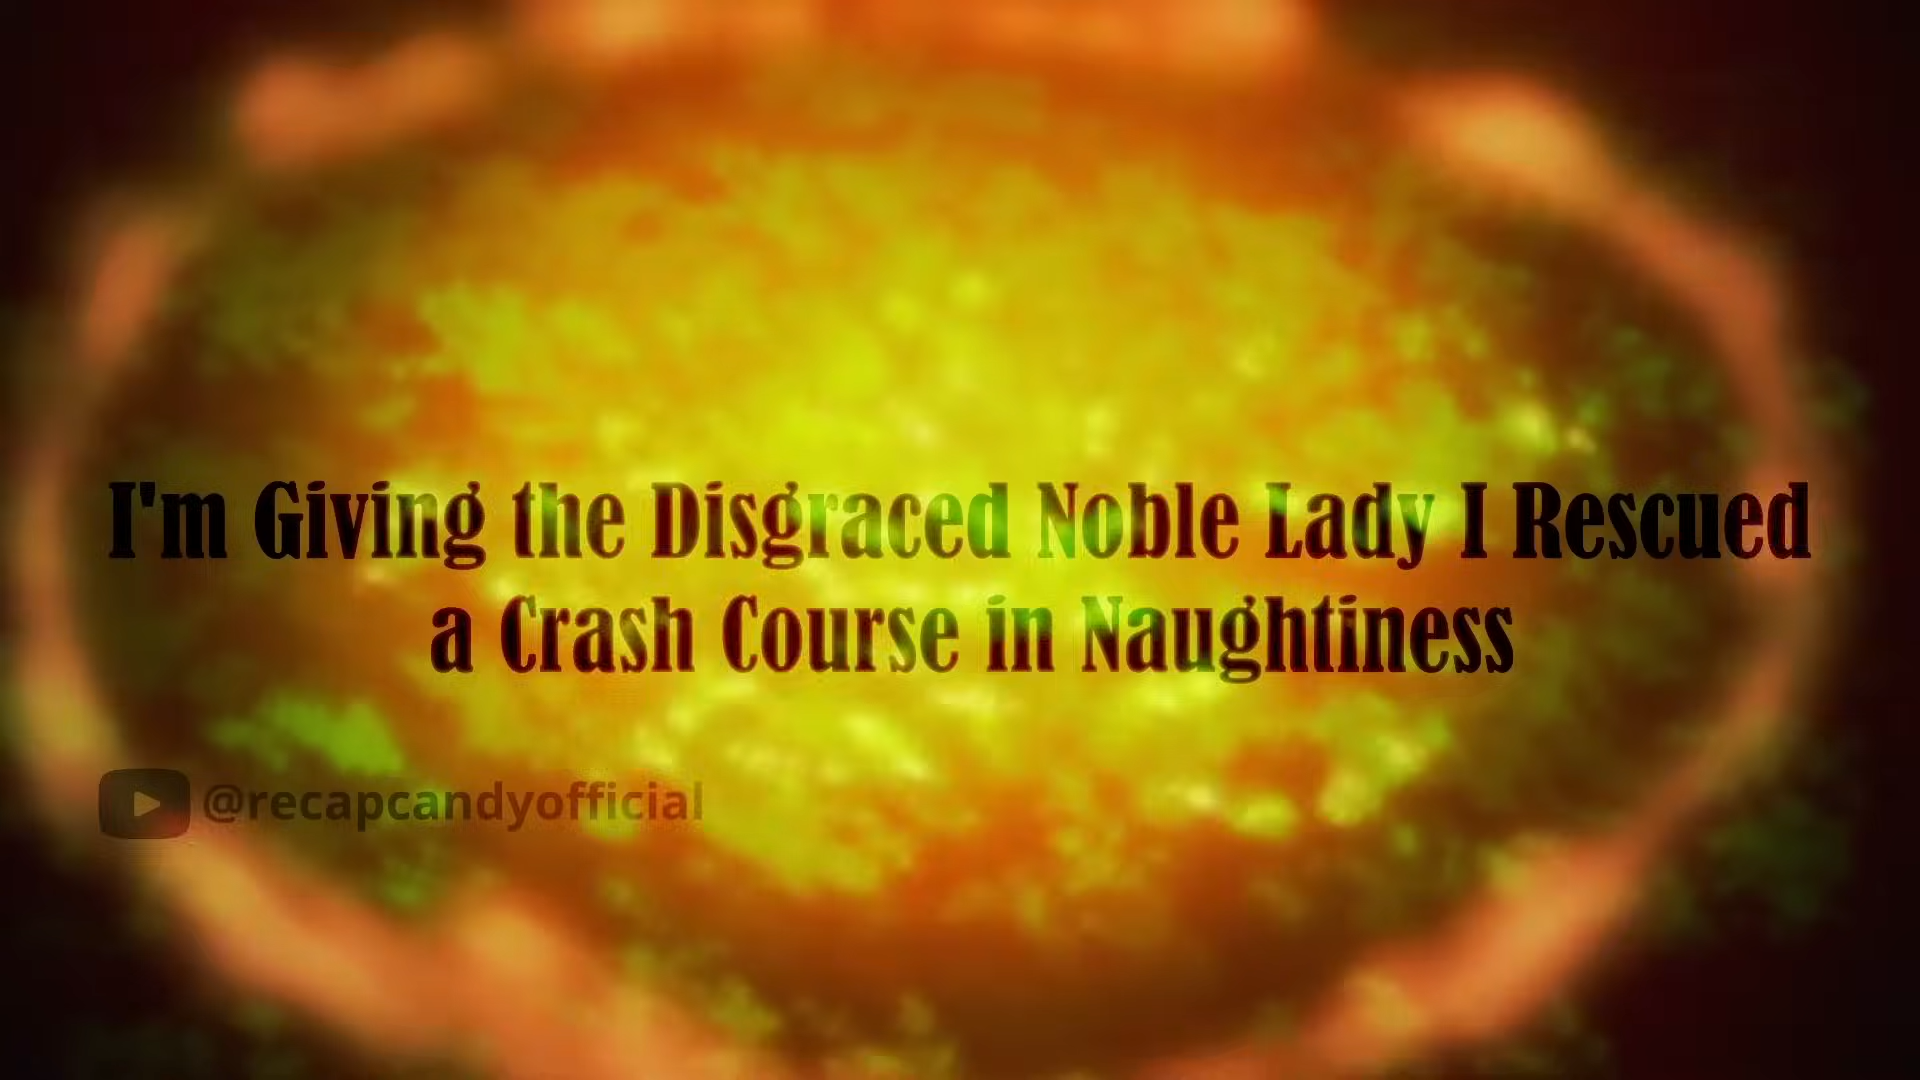 I'm Giving the Disgraced Noble Lady I Rescued
a Crash Course in Naughtiness
@recapcandyofficial